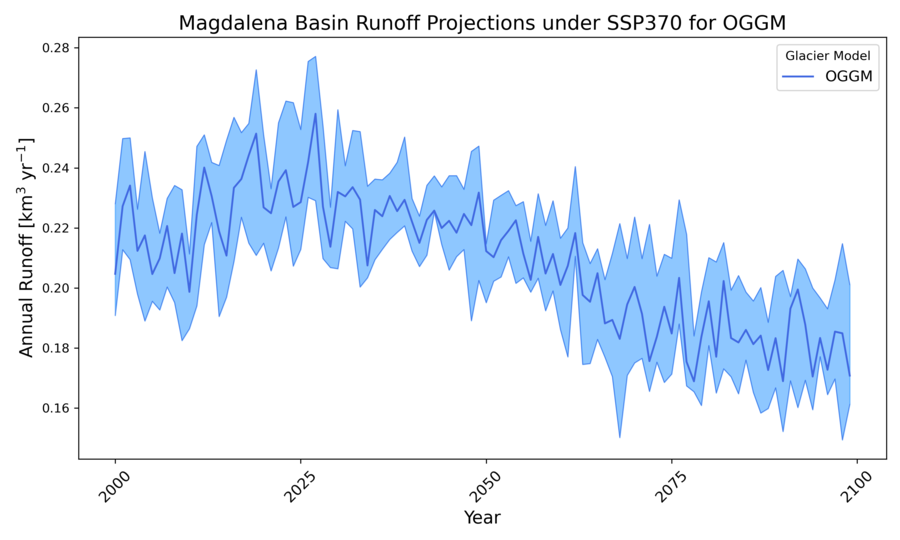 Magdalena Basin Runoff Projections under SSP370 for OGGM
Glacier Model
OGGM
Annual Runoff [km³ yr⁻¹]
0.28
0.26
0.24
0.22
0.20
0.18
0.16
2000
2025
2050
2075
2100
Year